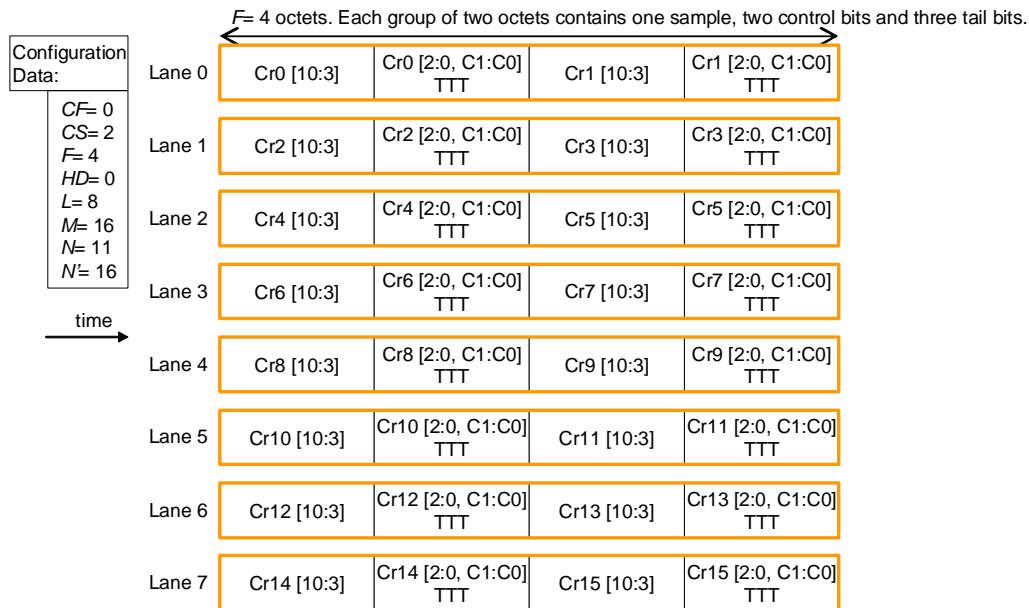 F= 4 octets. Each group of two octets contains one sample, two control bits and three tail bits.
Configuration
Data:
CF= 0
CS= 2
F= 4
HD= 0
L= 8
M= 16
N= 11
N'= 16
time
Lane 0
Cr0 [10:3]
Cr0 [2:0, C1:C0]
TTT
Cr1 [10:3]
Cr1 [2:0, C1:C0]
TTT
Lane 1
Cr2 [10:3]
Cr2 [2:0, C1:C0]
TTT
Cr3 [10:3]
Cr3 [2:0, C1:C0]
TTT
Lane 2
Cr4 [10:3]
Cr4 [2:0, C1:C0]
TTT
Cr5 [10:3]
Cr5 [2:0, C1:C0]
TTT
Lane 3
Cr6 [10:3]
Cr6 [2:0, C1:C0]
TTT
Cr7 [10:3]
Cr7 [2:0, C1:C0]
TTT
Lane 4
Cr8 [10:3]
Cr8 [2:0, C1:C0]
TTT
Cr9 [10:3]
Cr9 [2:0, C1:C0]
TTT
Lane 5
Cr10 [10:3]
Cr10 [2:0, C1:C0]
TTT
Cr11 [10:3]
Cr11 [2:0, C1:C0]
TTT
Lane 6
Cr12 [10:3]
Cr12 [2:0, C1:C0]
TTT
Cr13 [10:3]
Cr13 [2:0, C1:C0]
TTT
Lane 7
Cr14 [10:3]
Cr14 [2:0, C1:C0]
TTT
Cr15 [10:3]
Cr15 [2:0, C1:C0]
TTT